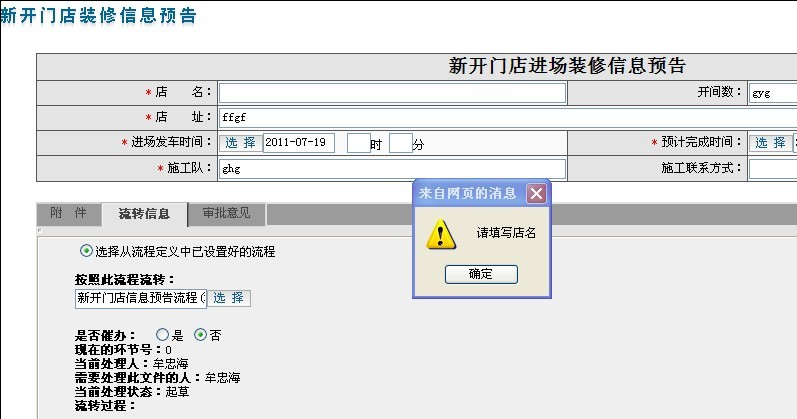 新开门店装修信息预告
新开门店进场装修信息预告
* 店 名： 开间数： gyg
* 店 址： ffgf
* 进场发车时间： 选 择 2011-07-19 时 分 * 预计完成时间： 选 择
* 施工队： ghg 施工联系方式：
来自网页的消息
请填写店名
确定
附 件 流转信息 审批意见
选择从流程定义中已设置好的流程
按照此流程流转：
新开门店信息预告流程( 选 择
是否催办： 是 否
现在的环节号：0
当前处理人：牟忠海
需要处理此文件的人：牟忠海
当前处理状态：起草
流转过程：